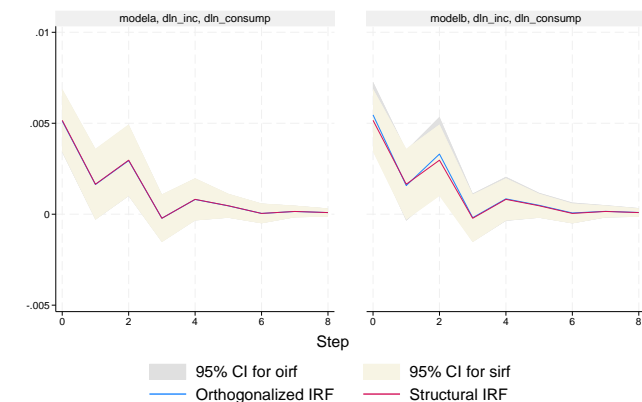 modela, dln_inc, dln_consump
modelb, dln_inc, dln_consump
.01
.005
0
-.005
0 2 4 6 8
0 2 4 6 8
Step
95% CI for oirf
95% CI for sirf
Orthogonalized IRF
Structural IRF